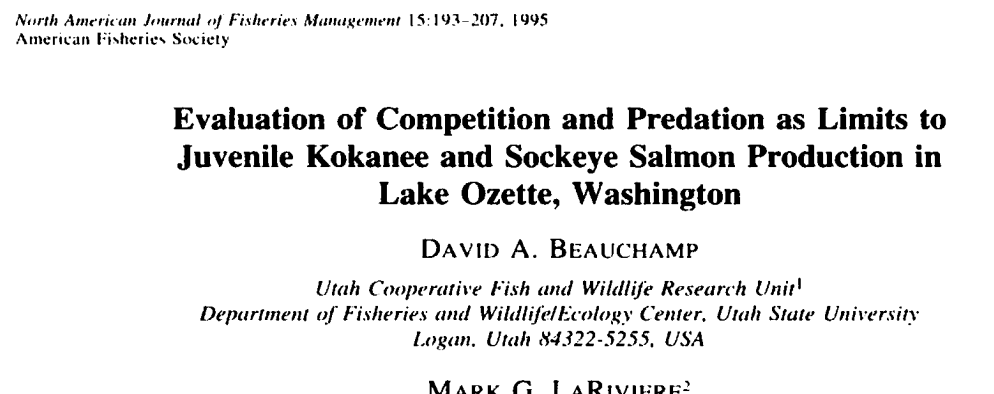 North American Journal of Fisheries Management 15:193–207, 1995
American Fisheries Society
Evaluation of Competition and Predation as Limits to
Juvenile Kokanee and Sockeye Salmon Production in
Lake Ozette, Washington
DAVID A. BEAUCHAMP
Utah Cooperative Fish and Wildlife Research Unit¹
Department of Fisheries and Wildlife/Ecology Center, Utah State University
Logan, Utah 84322-5255, USA
MARK G. LARIVIERE²